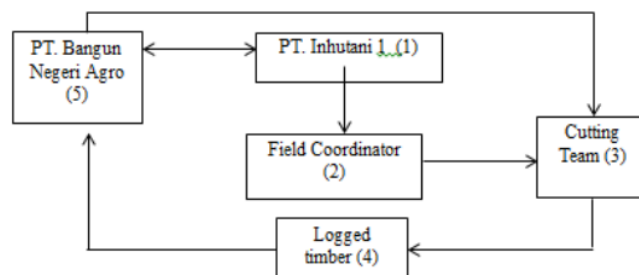 PT. Bangun
Negeri Agro
(5)
PT. Inhutani 1 (1)
Field Coordinator
(2)
Cutting
Team (3)
Logged
timber (4)